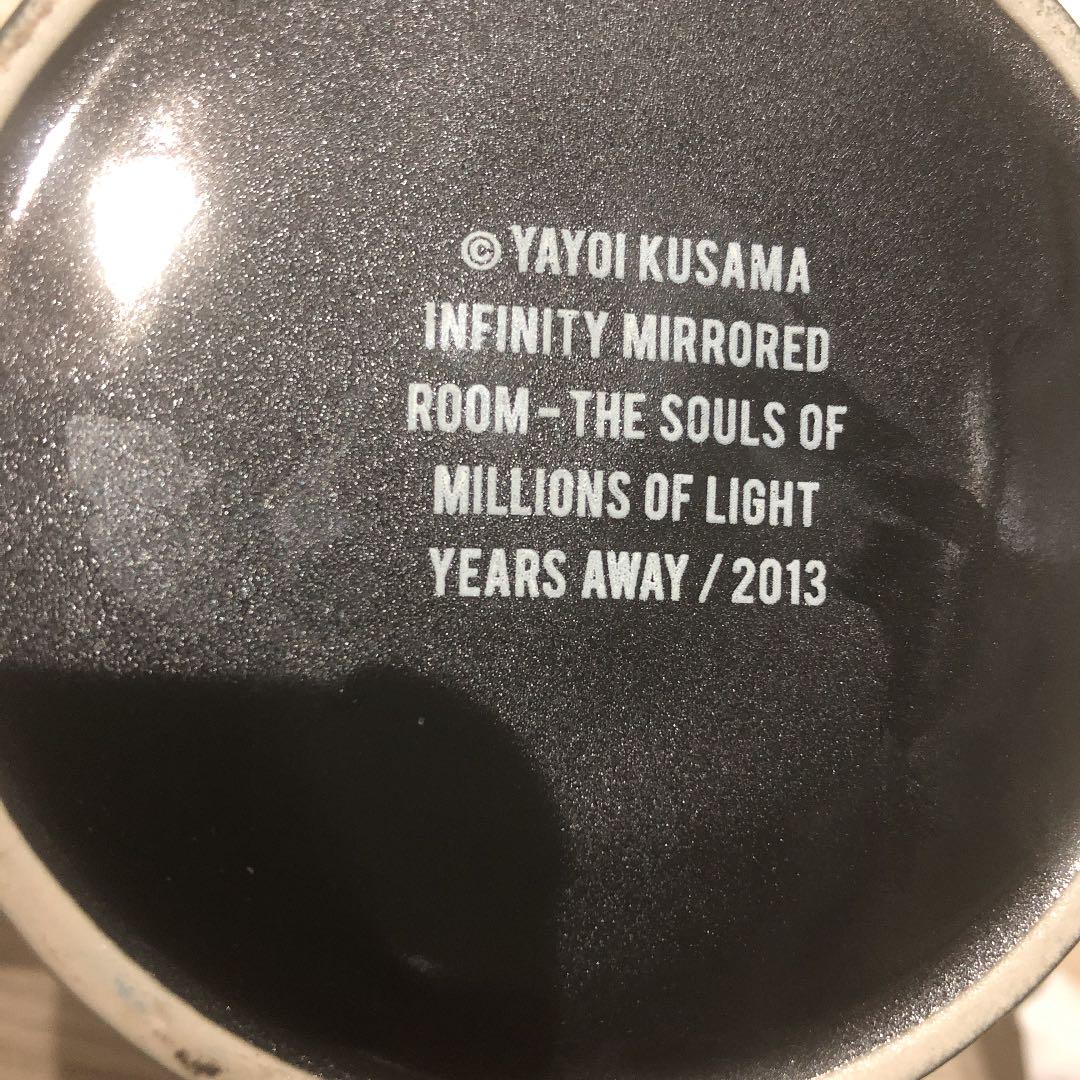 © YAYOI KUSAMA
INFINITY MIRRORED
ROOM - THE SOULS OF
MILLIONS OF LIGHT
YEARS AWAY / 2013